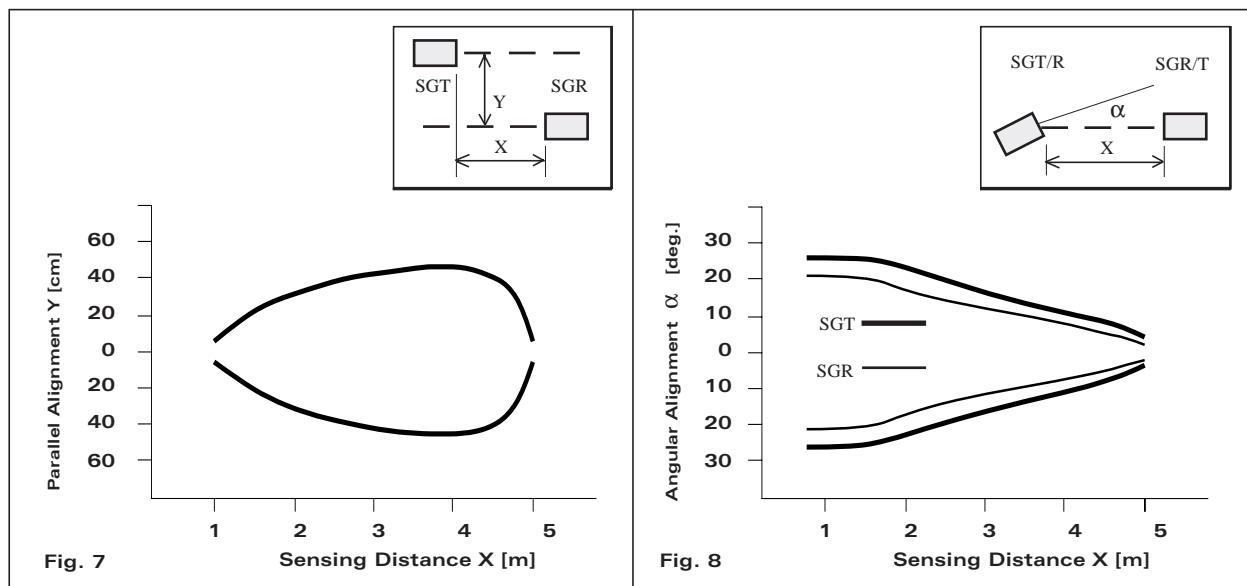 SGT
SGR
Y
X
60
40
20
0
20
40
60
Parallel Alignment Y [cm]
1 2 3 4 5
Fig. 7
Sensing Distance X [m]
SGT/R
SGR/T
α
X
30
20
10
0
10
20
30
Angular Alignment α [deg.]
SGT
SGR
1 2 3 4 5
Fig. 8
Sensing Distance X [m]